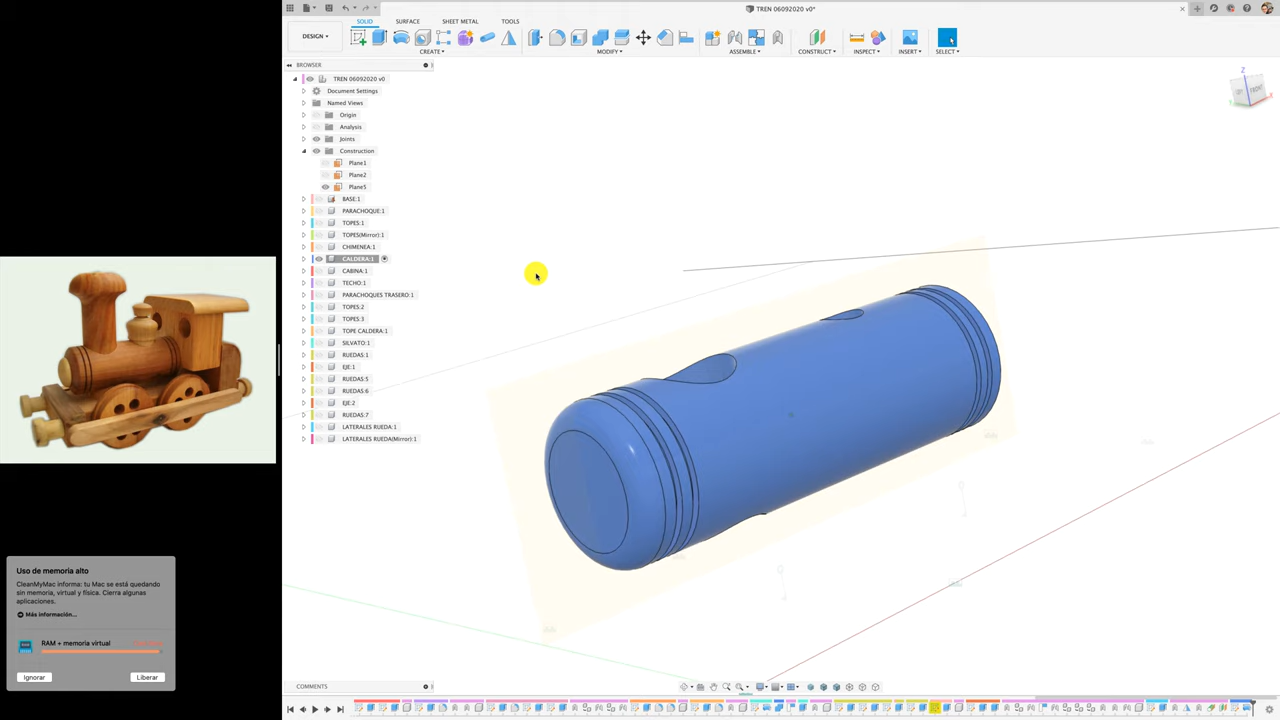 TREN 06092020 v0*
SOLID SURFACE SHEET METAL TOOLS
DESIGN ▾
CREATE ▾ MODIFY ▾ ASSEMBLE ▾ CONSTRUCT ▾ INSPECT ▾ INSERT ▾ SELECT ▾
BROWSER
TREN 06092020 v0
Document Settings
Named Views
Origin
Analysis
Joints
Construction
Plane1
Plane2
Plane5
BASE:1
PARACHOQUE:1
TOPES:1
TOPES(Mirror):1
CHIMENEA:1
CALDERA:1
CABINA:1
TECHO:1
PARACHOQUES TRASERO:1
TOPES:2
TOPES:3
TOPE CALDERA:1
SILVATO:1
RUEDAS:1
EJE:1
RUEDAS:5
RUEDAS:6
EJE:2
RUEDAS:7
LATERALES RUEDA:1
LATERALES RUEDA(Mirror):1
Z
FRONT
Uso de memoria alto
CleanMyMac informa: tu Mac se está quedando
sin memoria, virtual y física. Cierra algunas
aplicaciones.
Más información...
RAM + memoria virtual
Ignorar
Liberar
COMMENTS